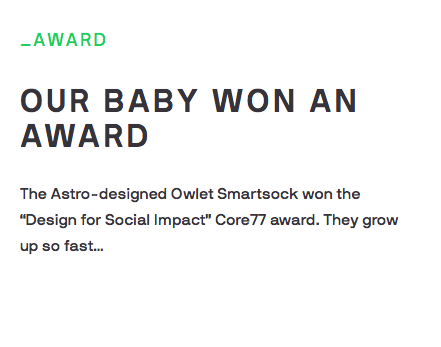 _AWARD
OUR BABY WON AN
AWARD
The Astro-designed Owlet Smartsock won the
“Design for Social Impact” Core77 award. They grow
up so fast...